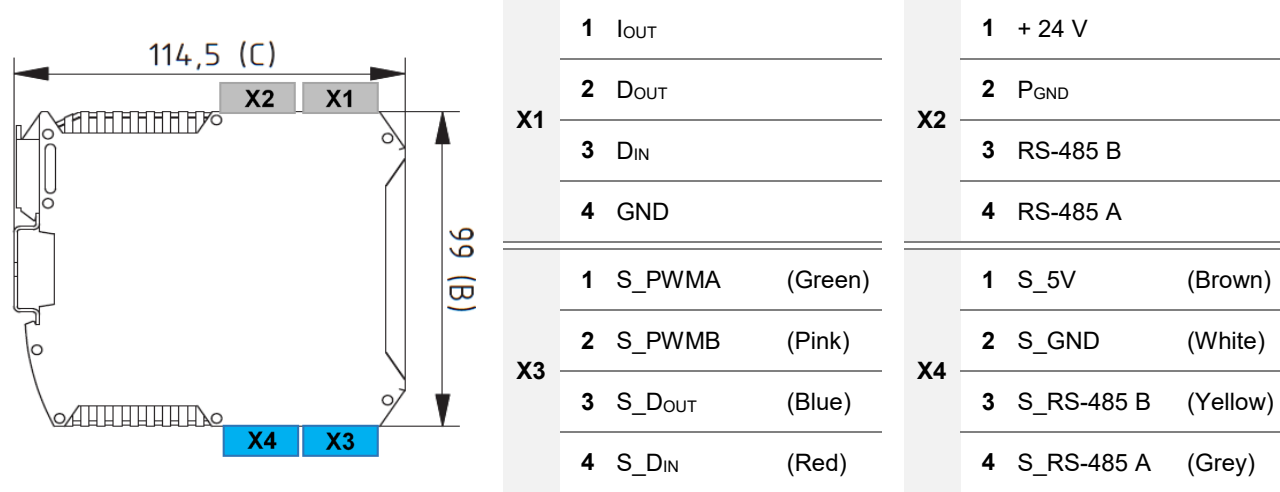 114,5 (C)
X2 X1
99 (B)
X4 X3
X1
1 IOUT
2 DOUT
3 DIN
4 GND
X2
1 + 24 V
2 PGND
3 RS-485 B
4 RS-485 A
X3
1 S_PWMA (Green)
2 S_PWMB (Pink)
3 S_DOUT (Blue)
4 S_DIN (Red)
X4
1 S_5V (Brown)
2 S_GND (White)
3 S_RS-485 B (Yellow)
4 S_RS-485 A (Grey)